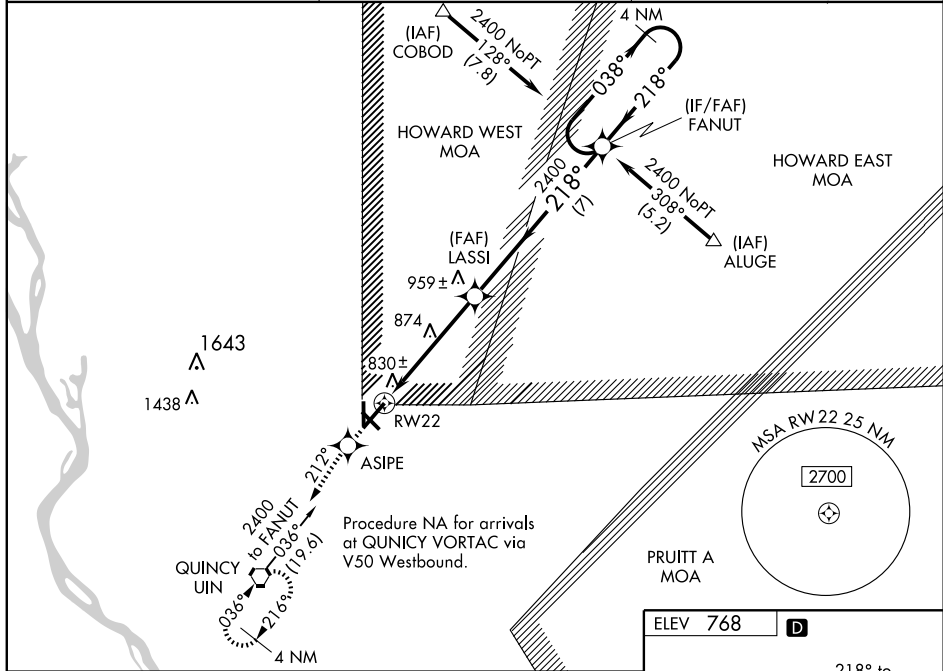 4 NM
(IAF)
COBOD
2400 NoPT
128°
(7.8)
038°
218°
(IF/FAF)
FANUT
HOWARD WEST
MOA
HOWARD EAST
MOA
2400
218°
(7)
2400 NoPT
308°
(5.2)
(IAF)
ALUGE
(FAF)
LASSI
959±
874
1643
830±
1438
RW22
ASIPE
212°
MSA RW22 25 NM
2700
2400
to FANUT
036°
(19.6)
Procedure NA for arrivals
at QUNICY VORTAC via
V50 Westbound.
QUINCY
UIN
PRUITT A
MOA
036°
216°
4 NM
ELEV 768
D
218° to